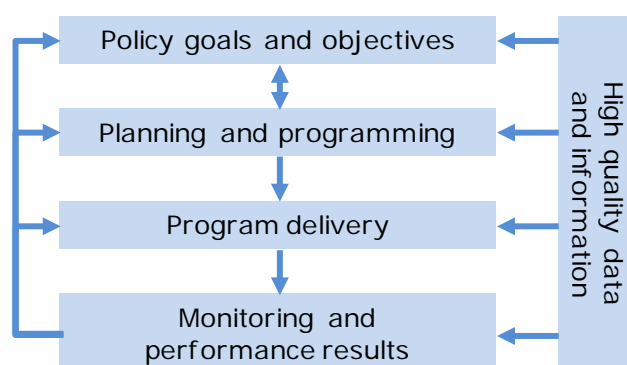 Policy goals and objectives
Planning and programming
Program delivery
Monitoring and
performance results
High quality data
and information